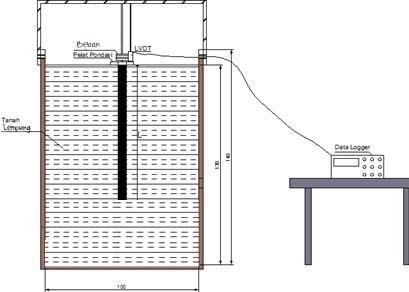 Beban
LVDT
Pelat Pondasi
Tanah
Lempung
L
130
140
Data Logger
100